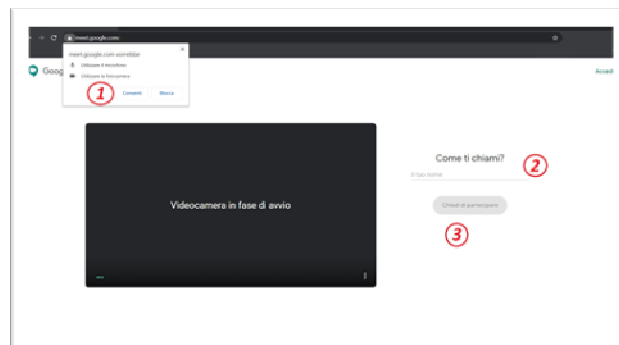 meet.google.com
meet.google.com vorrebbe
×
Utilizzare il microfono
Utilizzare la fotocamera
Goog
Accedi
1
Consenti Blocca
Come ti chiami?
2
Il tuo nome
Videocamera in fase di avvio
Chiedi di partecipare
3